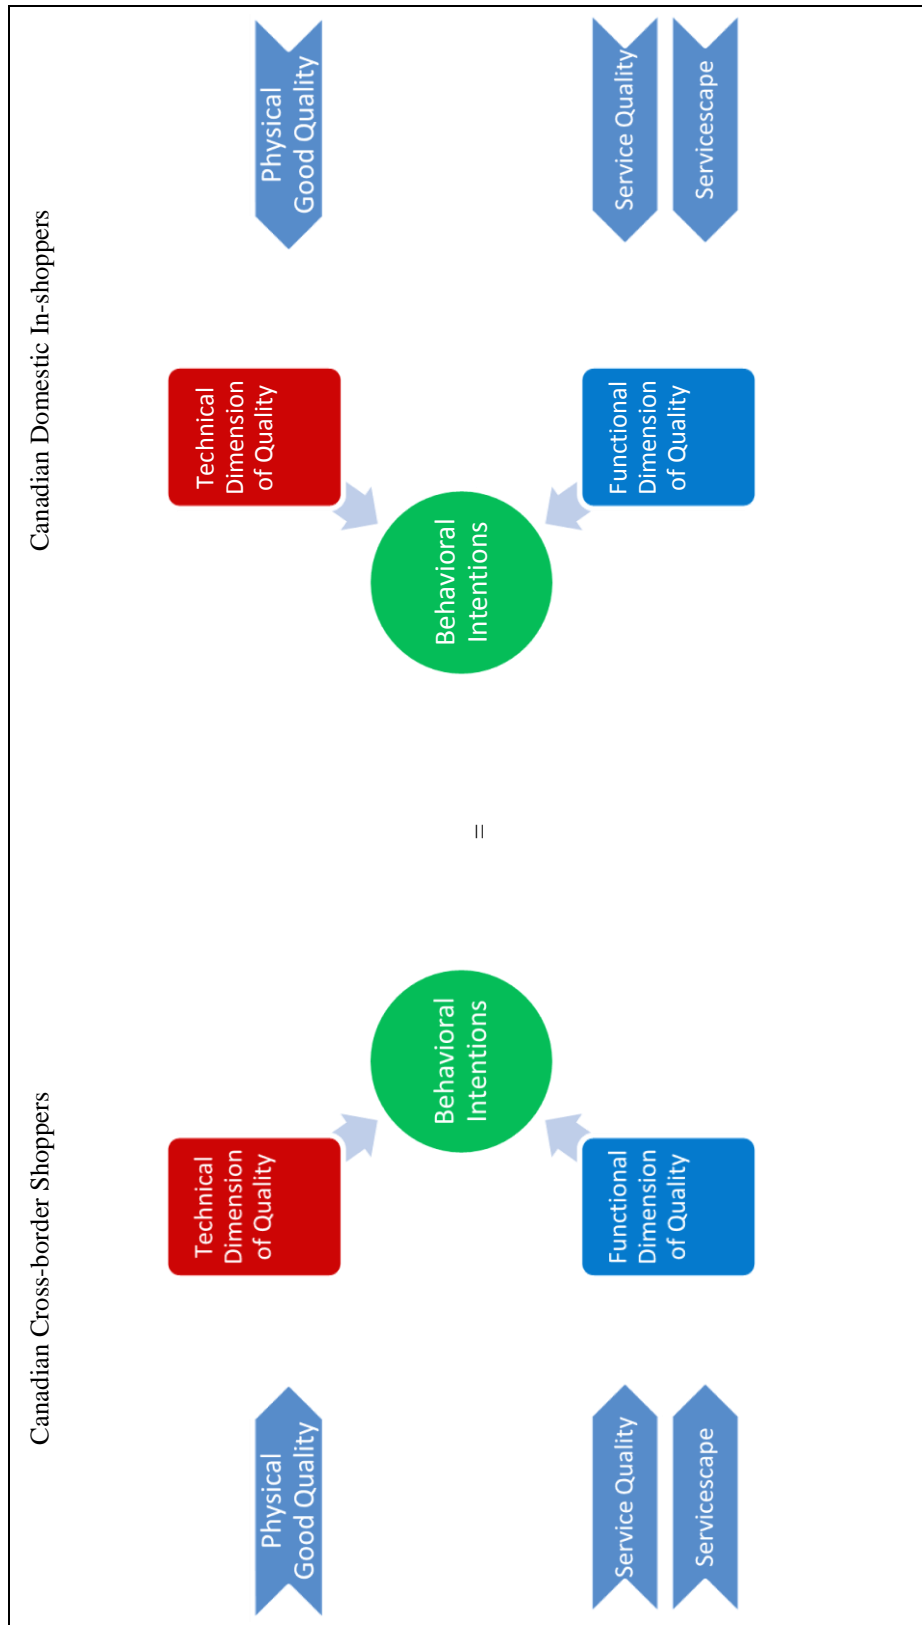 Canadian Cross-border Shoppers
Physical
Good Quality
Service Quality
Servicescape
Technical
Dimension
of Quality
Functional
Dimension
of Quality
Behavioral
Intentions
=
Canadian Domestic In-shoppers
Behavioral
Intentions
Technical
Dimension
of Quality
Functional
Dimension
of Quality
Physical
Good Quality
Service Quality
Servicescape